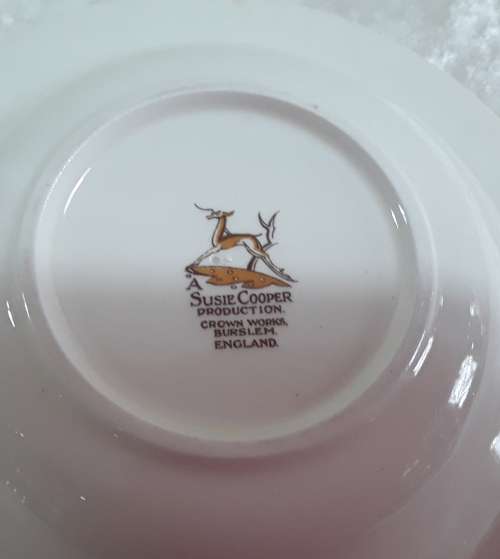 A
SUSIE COOPER
PRODUCTION.
CROWN WORKS,
BURSLEM.
ENGLAND.